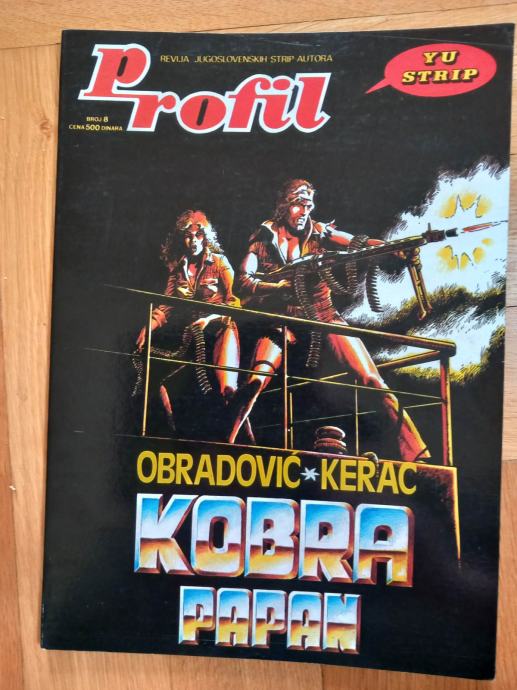 REVIJA JUGOSLOVENSKIH STRIP AUTORA
Profil
YU
STRIP
BROJ 8
CENA 500 DINARA
OBRADOVIĆ * KERAC
KOBRA
PAPAN